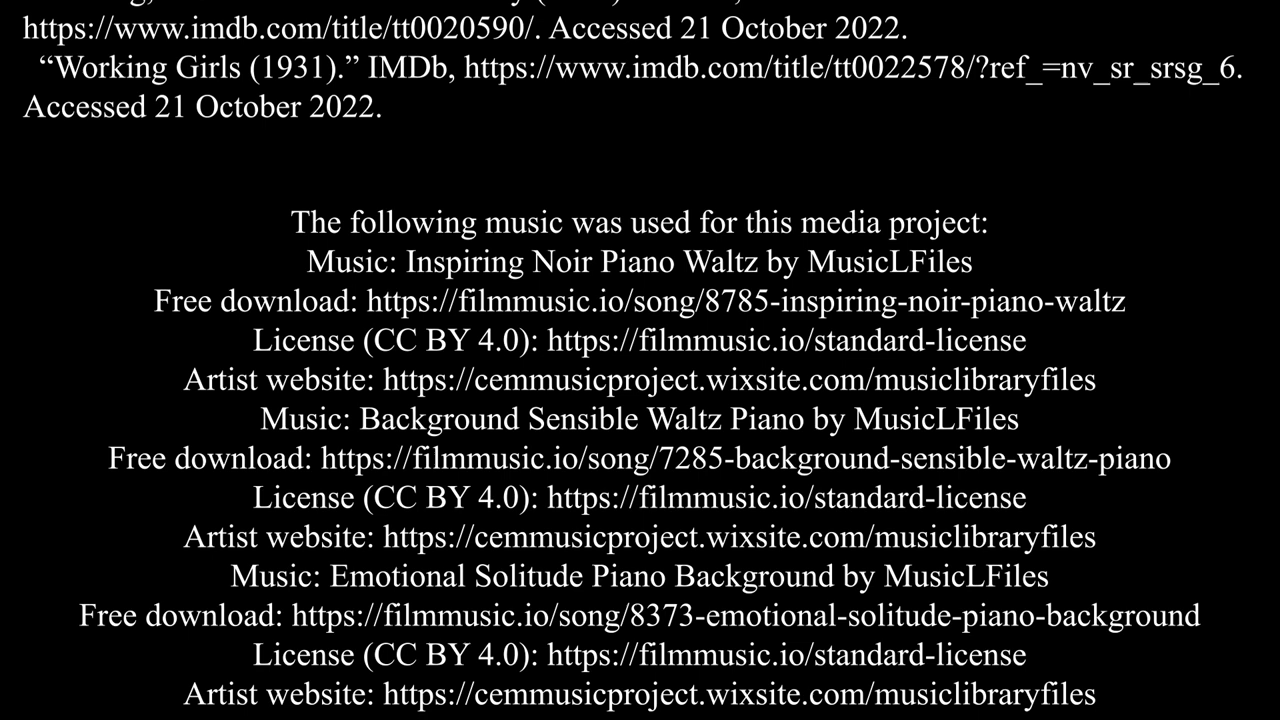 https://www.imdb.com/title/tt0020590/. Accessed 21 October 2022.
“Working Girls (1931).” IMDb, https://www.imdb.com/title/tt0022578/?ref_=nv_sr_srsg_6.
Accessed 21 October 2022.
The following music was used for this media project:
Music: Inspiring Noir Piano Waltz by MusicLFiles
Free download: https://filmmusic.io/song/8785-inspiring-noir-piano-waltz
License (CC BY 4.0): https://filmmusic.io/standard-license
Artist website: https://cemmusicproject.wixsite.com/musiclibraryfiles
Music: Background Sensible Waltz Piano by MusicLFiles
Free download: https://filmmusic.io/song/7285-background-sensible-waltz-piano
License (CC BY 4.0): https://filmmusic.io/standard-license
Artist website: https://cemmusicproject.wixsite.com/musiclibraryfiles
Music: Emotional Solitude Piano Background by MusicLFiles
Free download: https://filmmusic.io/song/8373-emotional-solitude-piano-background
License (CC BY 4.0): https://filmmusic.io/standard-license
Artist website: https://cemmusicproject.wixsite.com/musiclibraryfiles